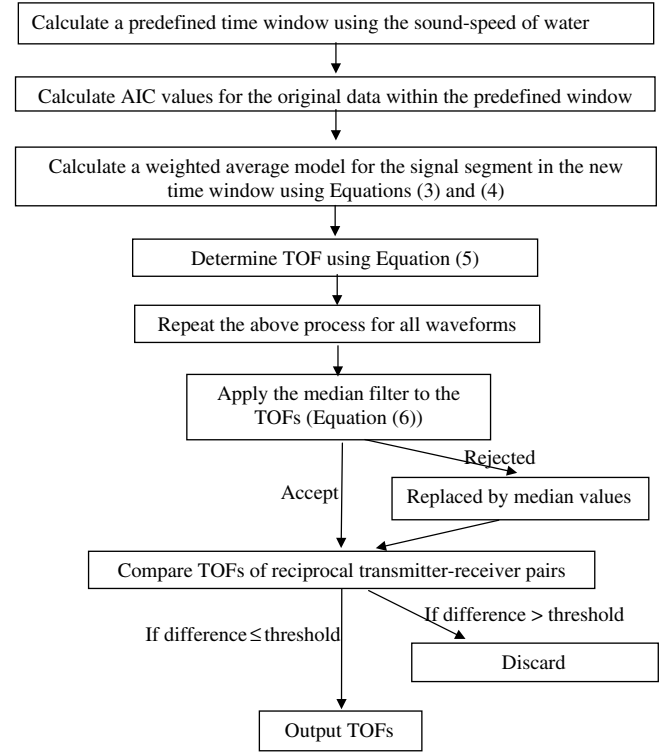 Calculate a predefined time window using the sound-speed of water
Calculate AIC values for the original data within the predefined window
Calculate a weighted average model for the signal segment in the new
time window using Equations (3) and (4)
Determine TOF using Equation (5)
Repeat the above process for all waveforms
Apply the median filter to the
TOFs (Equation (6))
Rejected
Accept
Replaced by median values
Compare TOFs of reciprocal transmitter-receiver pairs
If difference > threshold
If difference ≤ threshold
Discard
Output TOFs